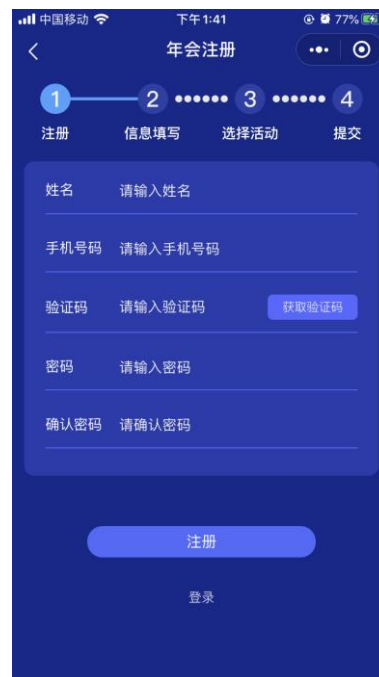 中国移动 下午1:41 77%
年会注册
1 2 3 4
注册 信息填写 选择活动 提交
姓名 请输入姓名
手机号码 请输入手机号码
验证码 请输入验证码 获取验证码
密码 请输入密码
确认密码 请确认密码
注册
登录